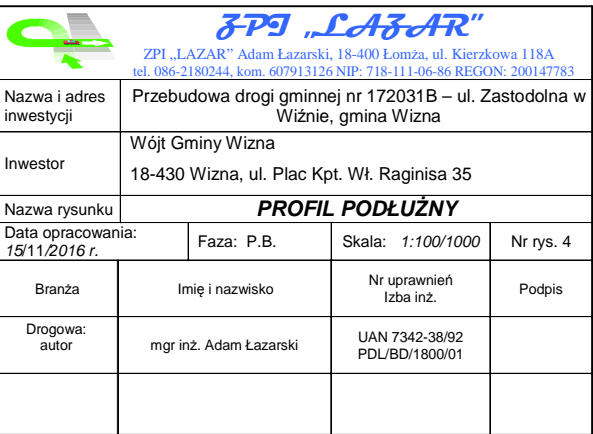 ZPI „LAZAR”
ZPI „LAZAR” Adam Łazarski, 18-400 Łomża, ul. Kierzkowa 118A
tel. 086-2180244, kom. 607913126 NIP: 718-111-06-86 REGON: 200147783
Nazwa i adres inwestycji
Przebudowa drogi gminnej nr 172031B – ul. Zastodolna w
Wiźnie, gmina Wizna
Inwestor
Wójt Gminy Wizna
18-430 Wizna, ul. Plac Kpt. Wł. Raginisa 35
Nazwa rysunku
PROFIL PODŁUŻNY
Data opracowania:
15/11/2016 r.
Faza: P.B.
Skala: 1:100/1000
Nr rys. 4
Branża
Imię i nazwisko
Nr uprawnień
Izba inż.
Podpis
Drogowa:
autor
mgr inż. Adam Łazarski
UAN 7342-38/92
PDL/BD/1800/01